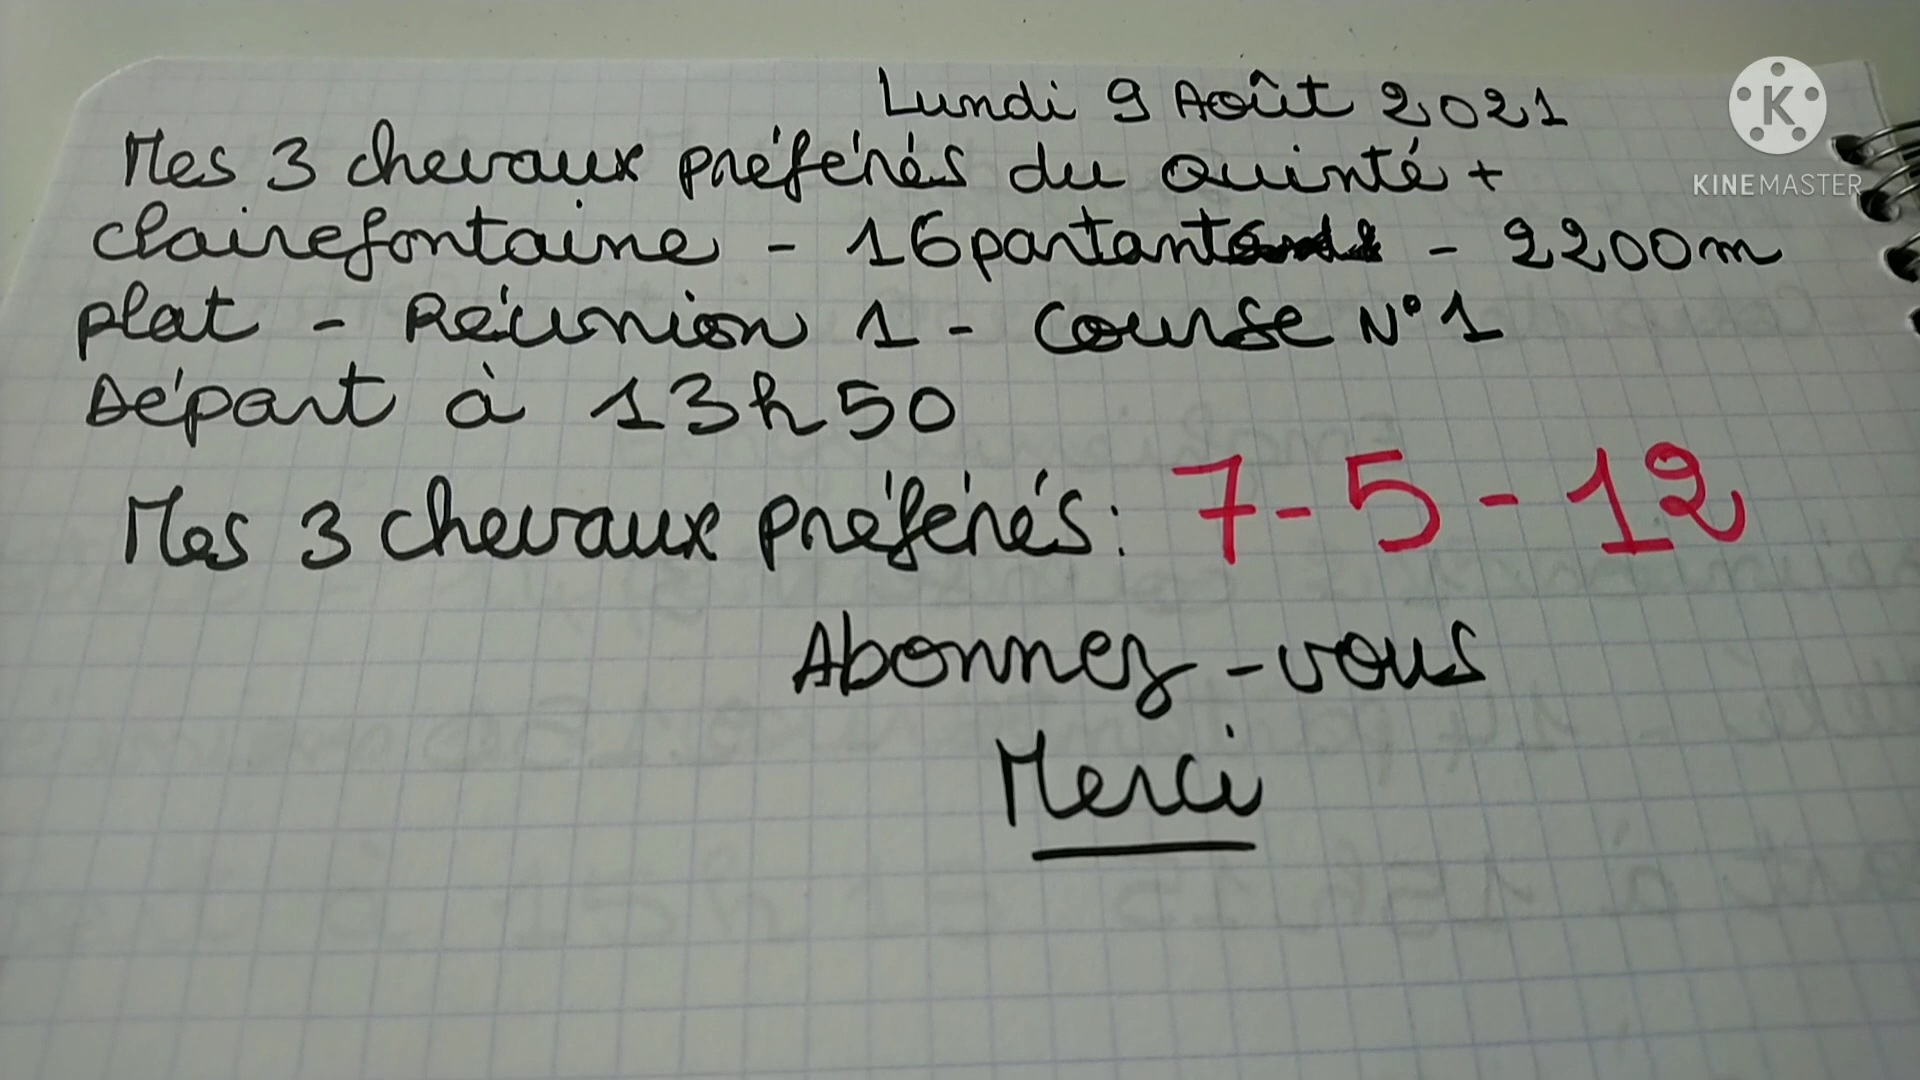 Lundi 9 Août 2021
K
KINEMASTER
Mes 3 chevaux préférés du Quinté +
Clairefontaine - 16 partants - 2200m
plat - Réunion 1 - Course N° 1
Départ à 13h50
Mes 3 chevaux préférés : 7 - 5 - 12
Abonnez-vous
Merci